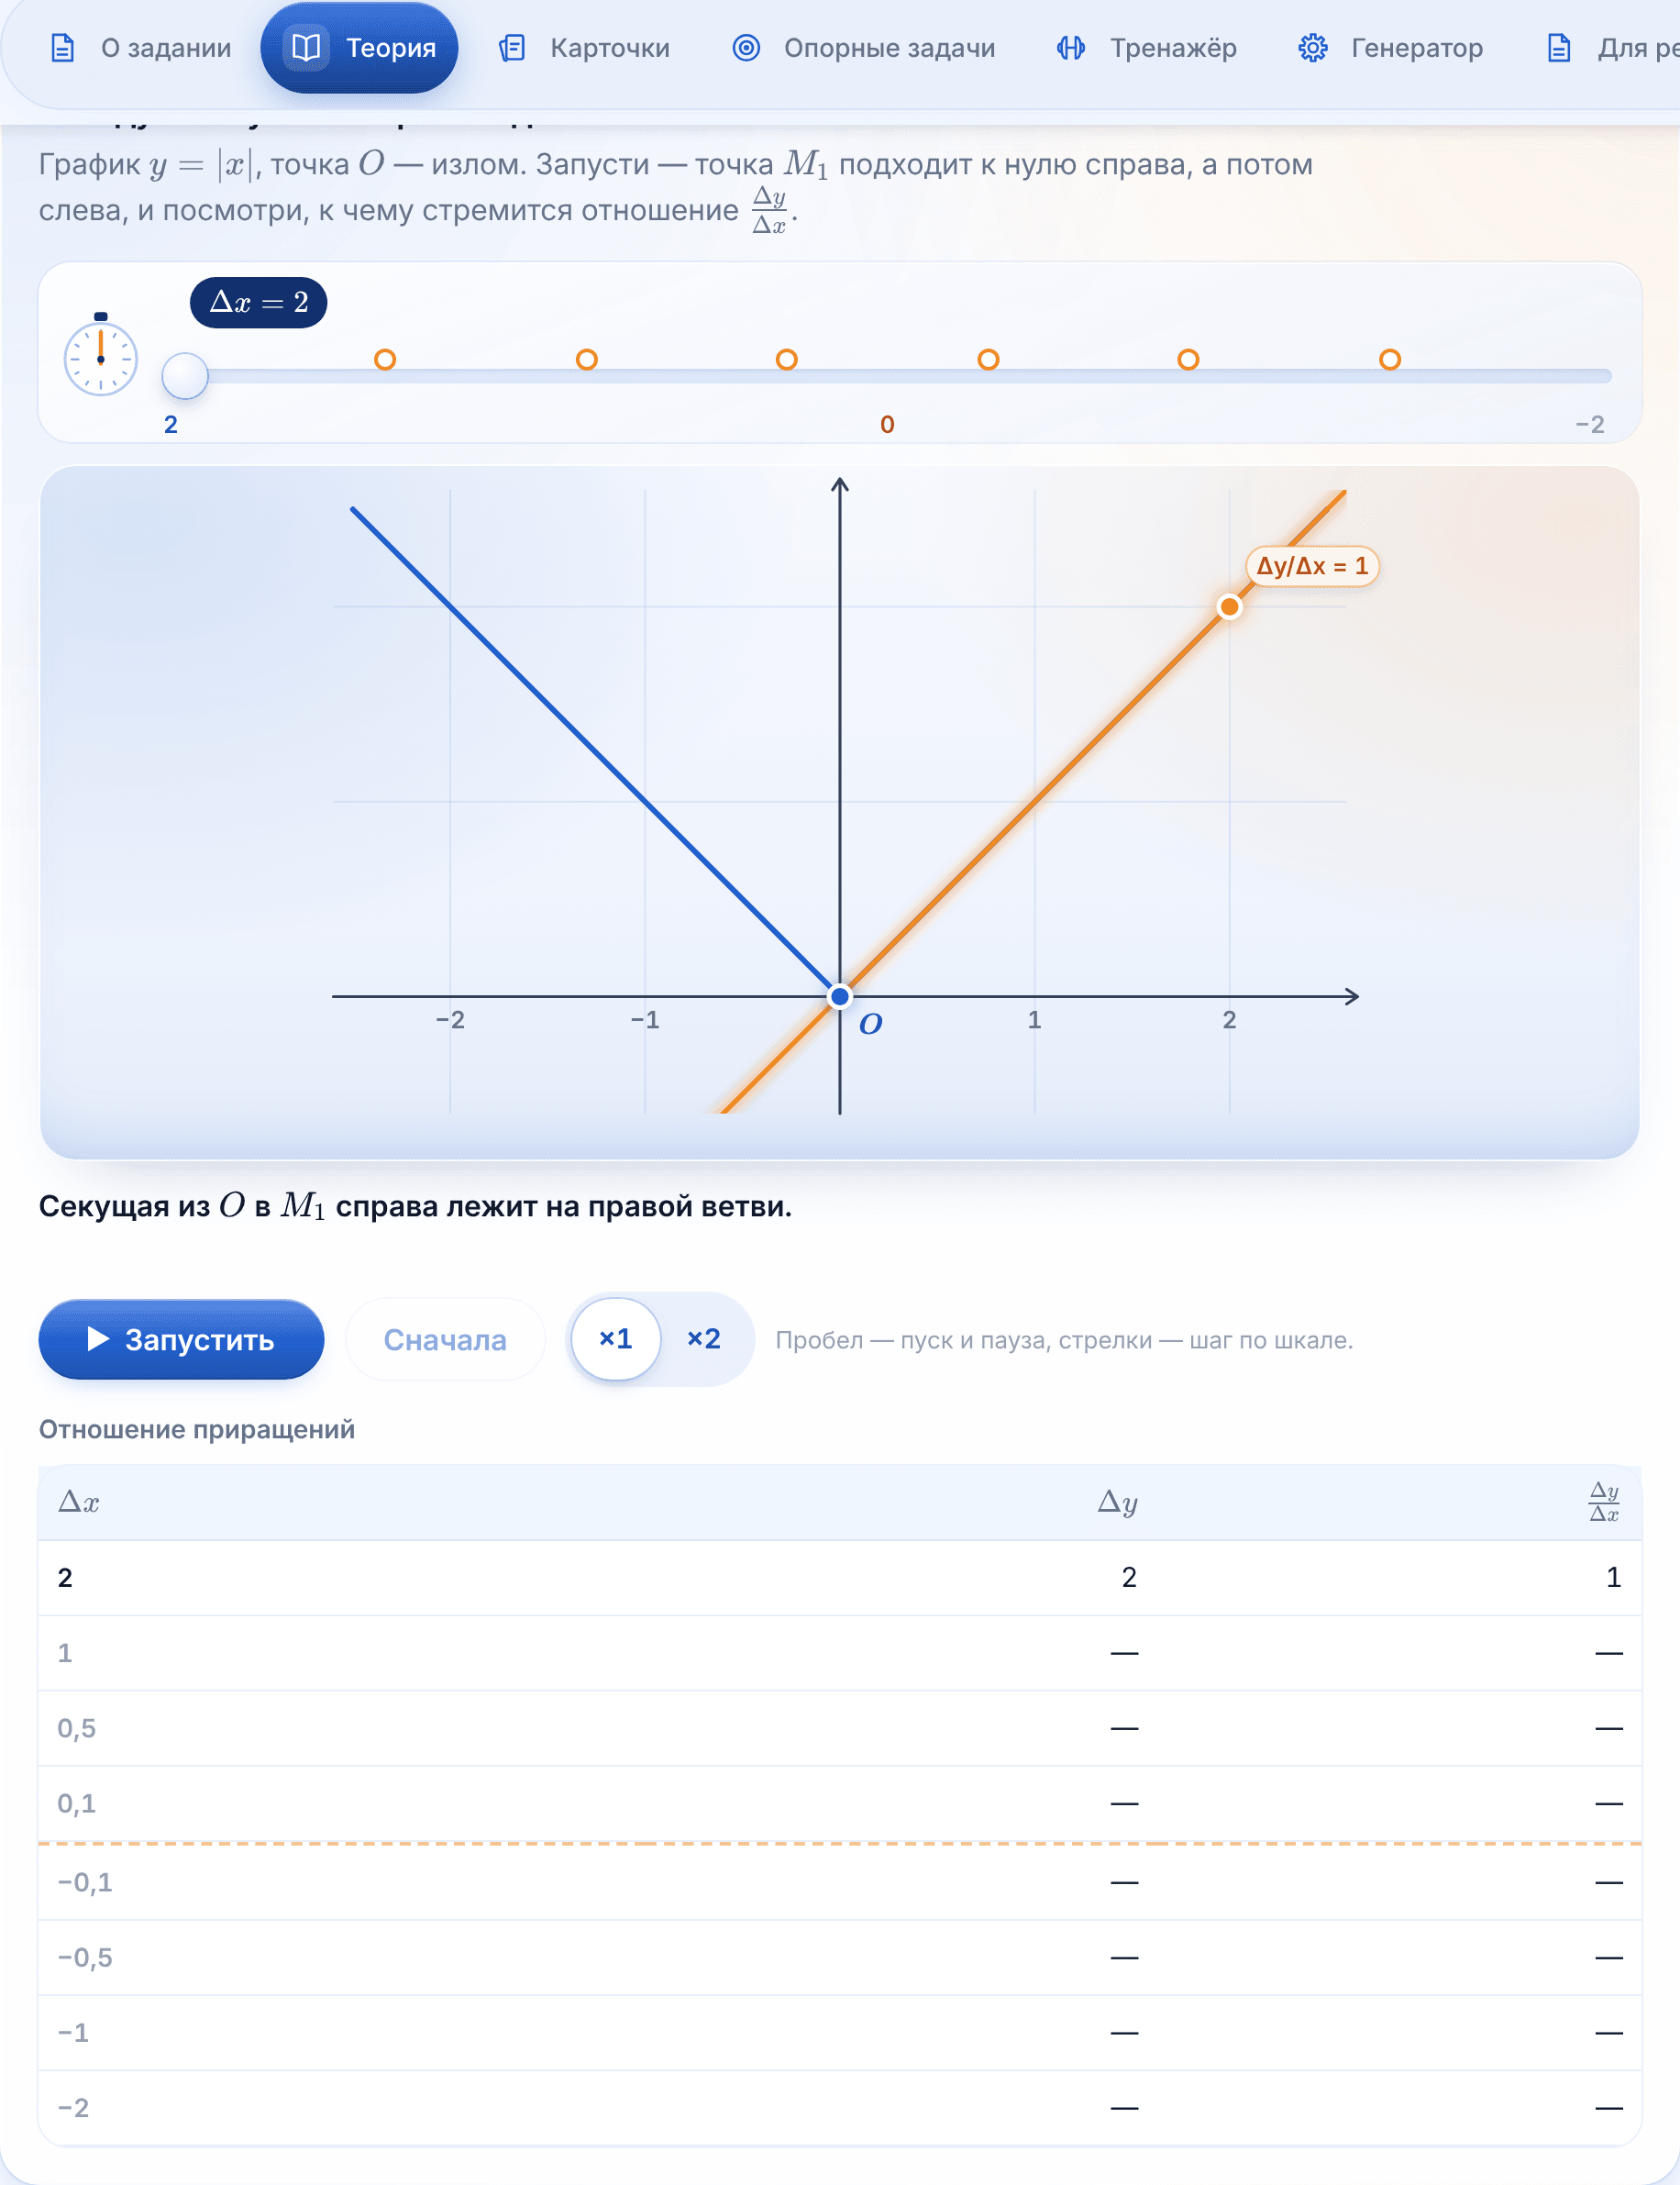 О задании
Теория
Карточки
Опорные задачи
Тренажёр
Генератор
Для ре
График y = |x|, точка O — излом. Запусти — точка M₁ подходит к нулю справа, а потом
слева, и посмотри, к чему стремится отношение Δy/Δx.
Δx = 2
2 0 −2
Δy/Δx = 1
−2 −1 O 1 2
Секущая из O в M₁ справа лежит на правой ветви.
Запустить
Сначала
×1 ×2
Пробел — пуск и пауза, стрелки — шаг по шкале.
Отношение приращений
Δx Δy Δy/Δx
2 2 1
1 — —
0,5 — —
0,1 — —
−0,1 — —
−0,5 — —
−1 — —
−2 — —